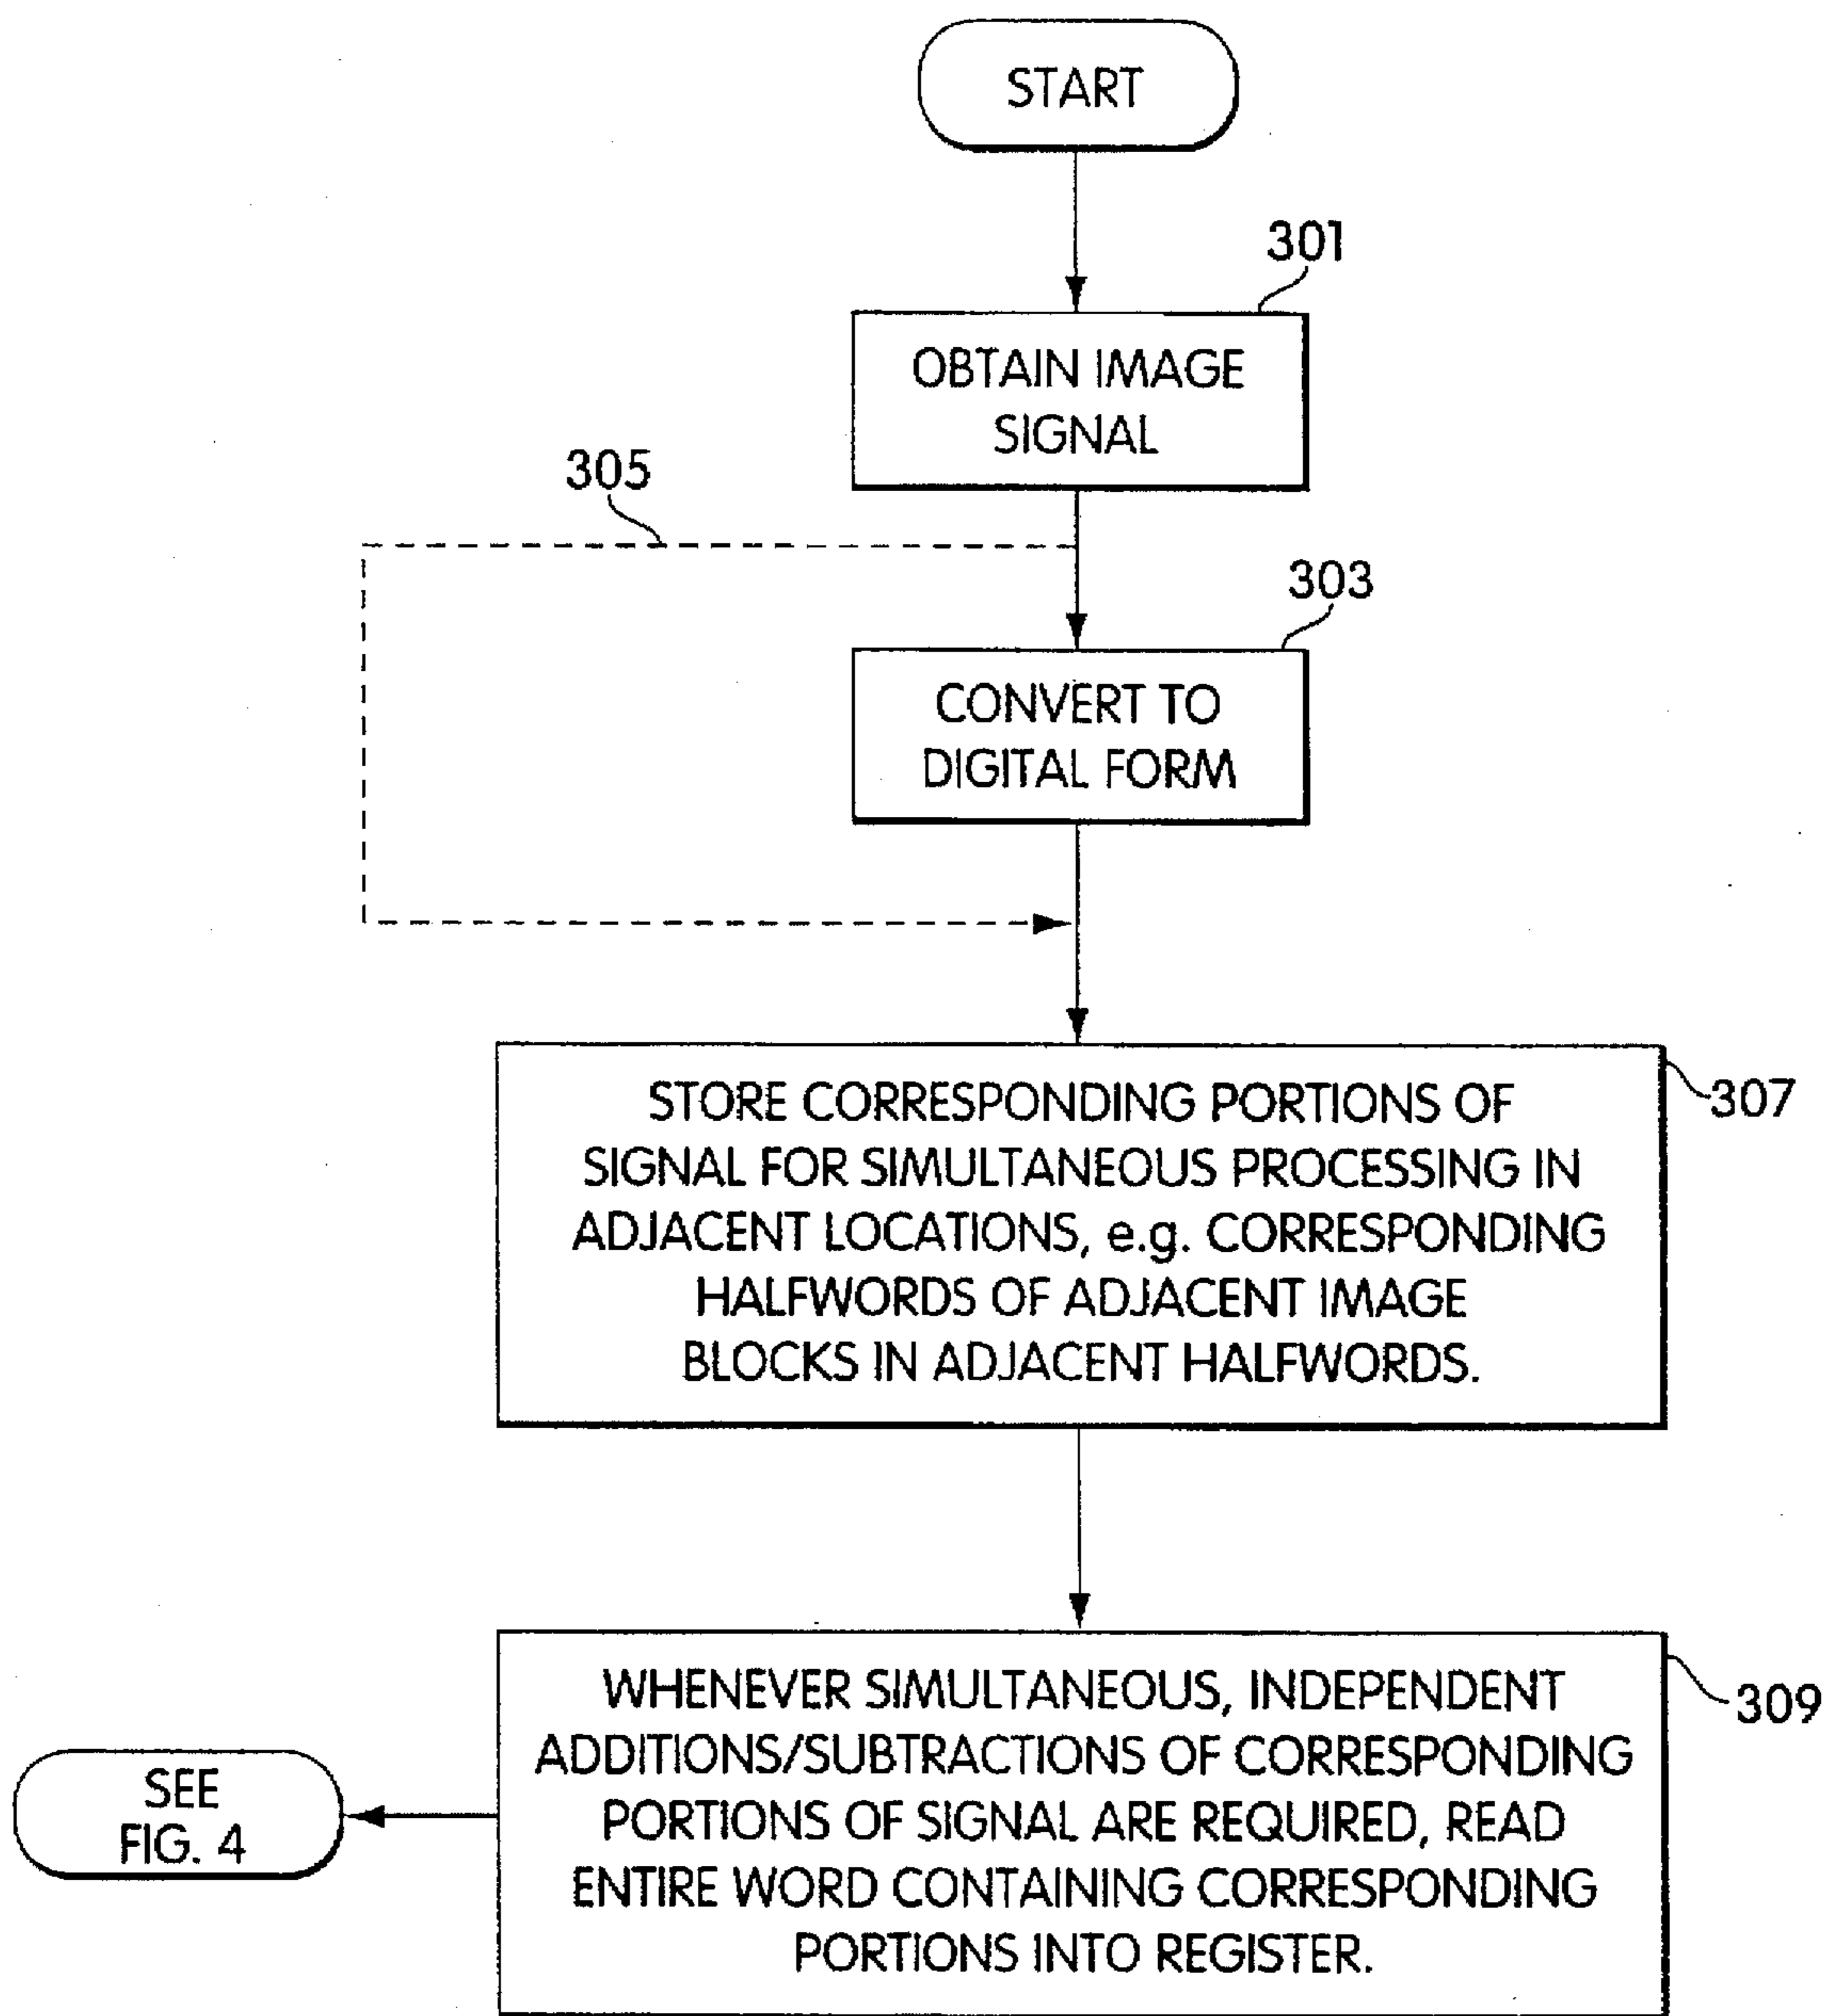 START
301
OBTAIN IMAGE
SIGNAL
305
303
CONVERT TO
DIGITAL FORM
STORE CORRESPONDING PORTIONS OF
SIGNAL FOR SIMULTANEOUS PROCESSING IN
ADJACENT LOCATIONS, e.g. CORRESPONDING
HALFWORDS OF ADJACENT IMAGE
BLOCKS IN ADJACENT HALFWORDS.
307
WHENEVER SIMULTANEOUS, INDEPENDENT
ADDITIONS/SUBTRACTIONS OF CORRESPONDING
PORTIONS OF SIGNAL ARE REQUIRED, READ
ENTIRE WORD CONTAINING CORRESPONDING
PORTIONS INTO REGISTER.
309
SEE
FIG. 4